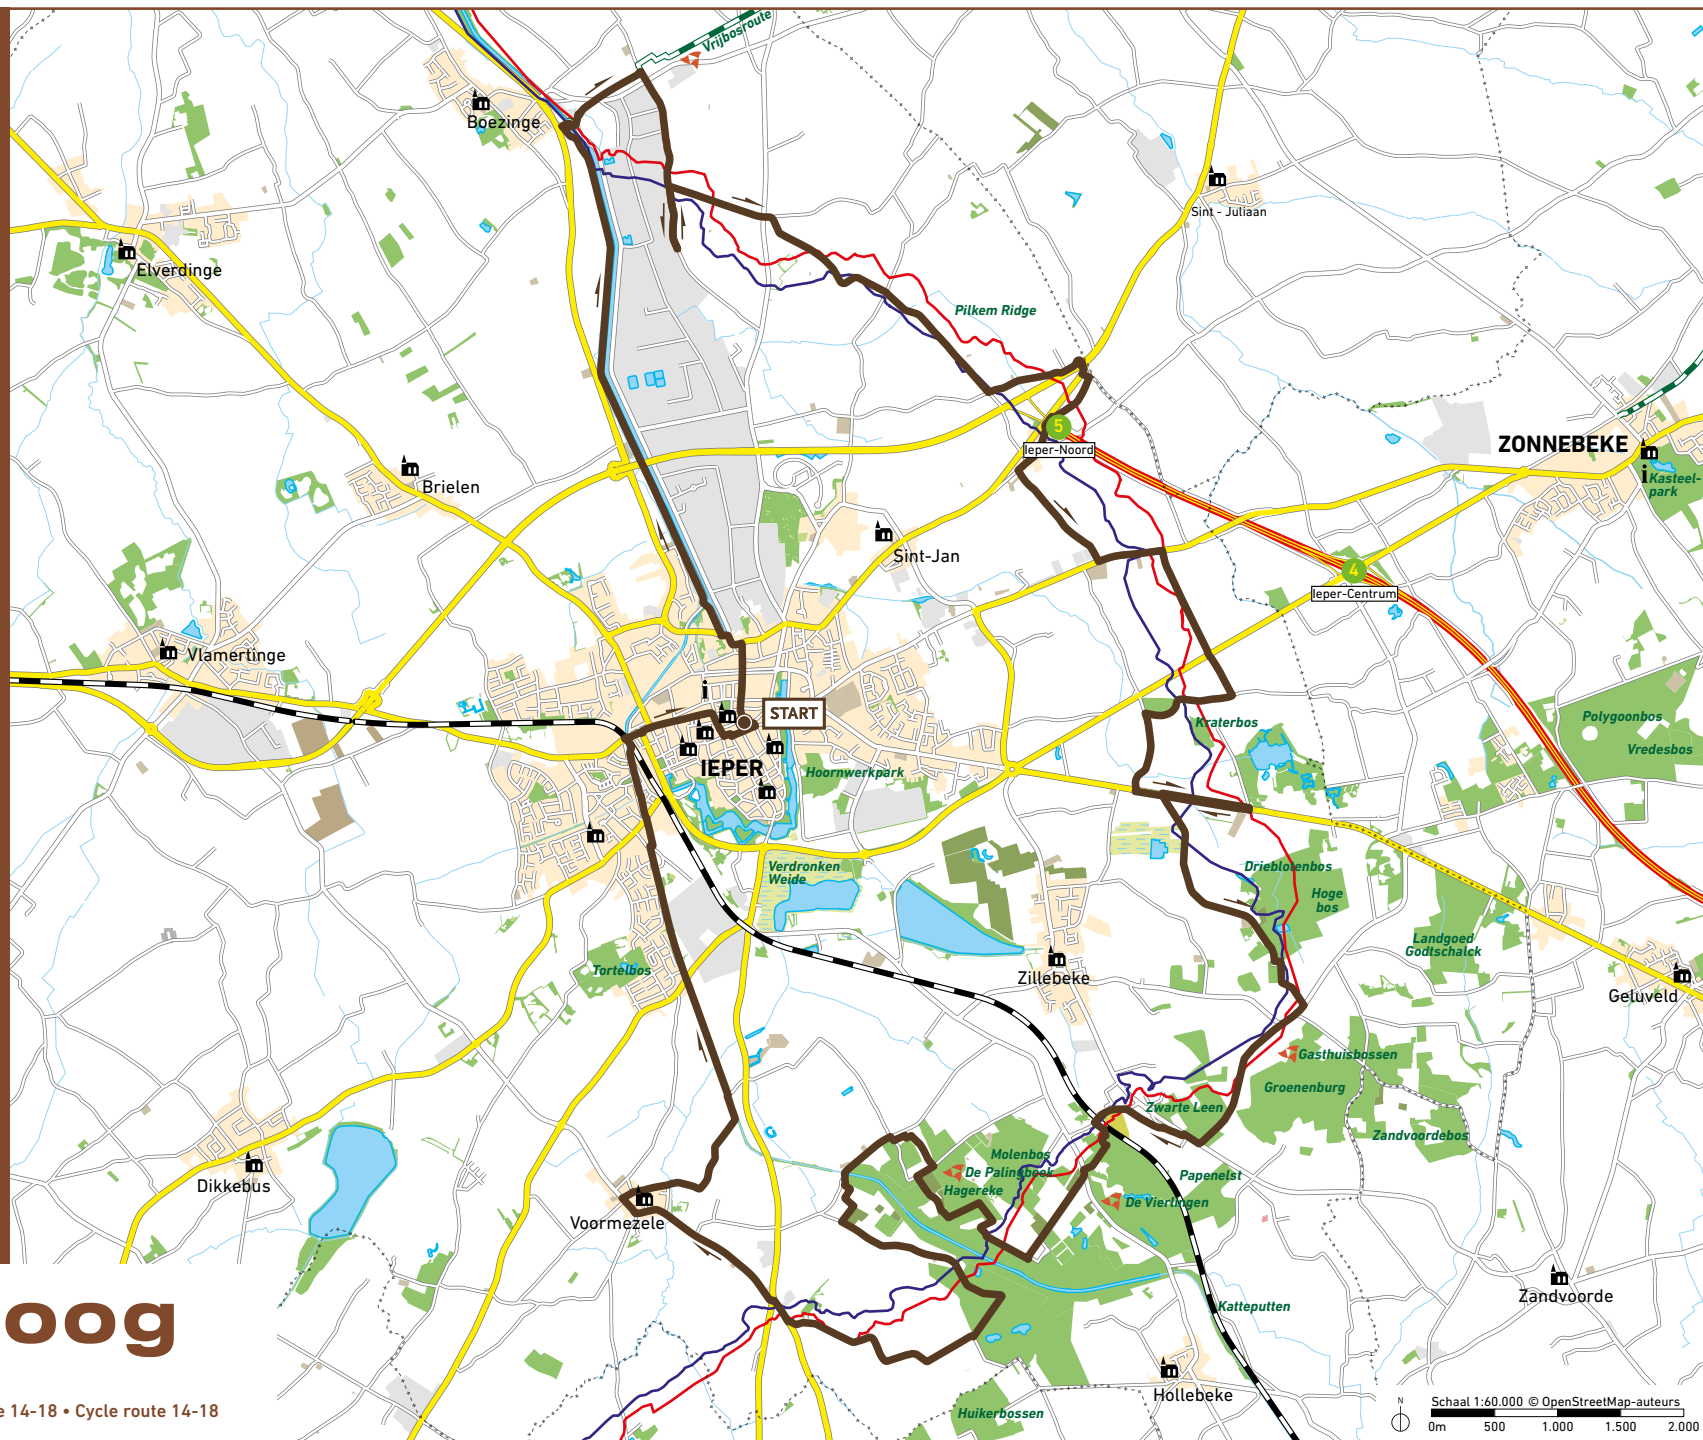 Vrijbosroute
Boezinge
Sint - Juliaan
Elverdinge
Pilkem Ridge
5
Ieper-Noord
ZONNEBEKE
i
Kasteel-
park
Brielen
Sint-Jan
4
Ieper-Centrum
Vlamertinge
i
START
Kraterbos
Polygoonbos
Vredesbos
IEPER
Hoornwerkpark
Verdronken
Weide
Drieblotenbos
Hoge
bos
Landgoed
Godtschalck
Tortelbos
Zillebeke
Geluveld
Gasthuisbossen
Groenenburg
Zwarte Leen
Zandvoordebos
Molenbos
De Palingbeek
Hagereke
Papenelst
De Vierlingen
Dikkebus
Voormezele
Zandvoorde
Katteputten
oog
Hollebeke
Huikerbossen
e 14-18 • Cycle route 14-18
N
Schaal 1:60.000 © OpenStreetMap-auteurs
0m 500 1.000 1.500 2.000